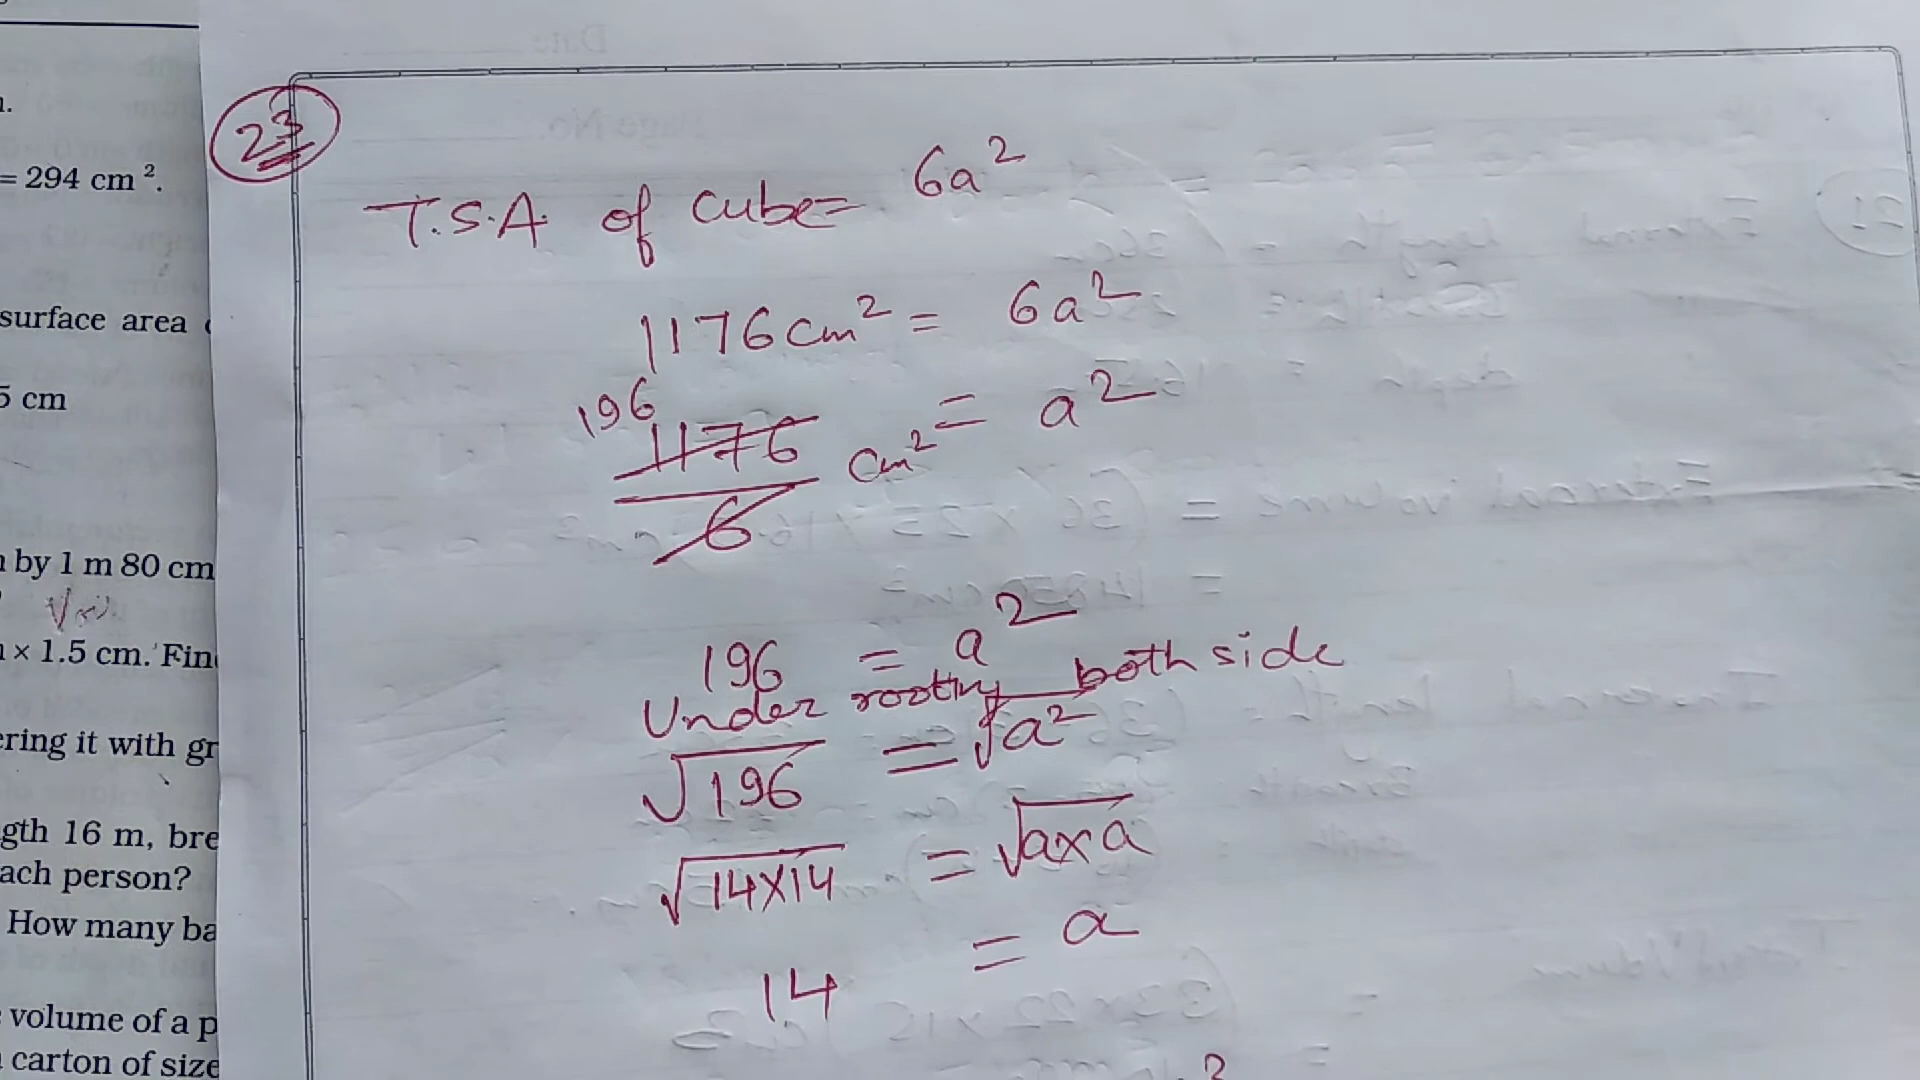 = 294 cm².
surface area
5 cm
by 1 m 80 cm
× 1.5 cm. Fin
ering it with gr
gth 16 m, bre
ach person?
How many ba
volume of a p
carton of size
23
T.S.A. of cube = 6a²
1176 cm² = 6a²
196
1176/6 cm² = a²
196 = a²
Under rooting both side
√196 = √a²
√14×14 = √a×a
14 = a
2